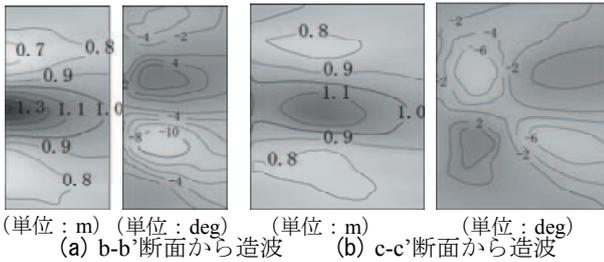 0.7 0.8 0.9 1.3 1.1 1.0 0.9 0.8
-4 -2 4 -4 -8 -10 -4
0.8 0.9 1.1 1.0 0.9 0.8
-2 -4 -6 -2 -2 2 -6 -2
(単位：m) (単位：deg) (単位：m) (単位：deg)
(a) b-b’断面から造波 (b) c-c’断面から造波